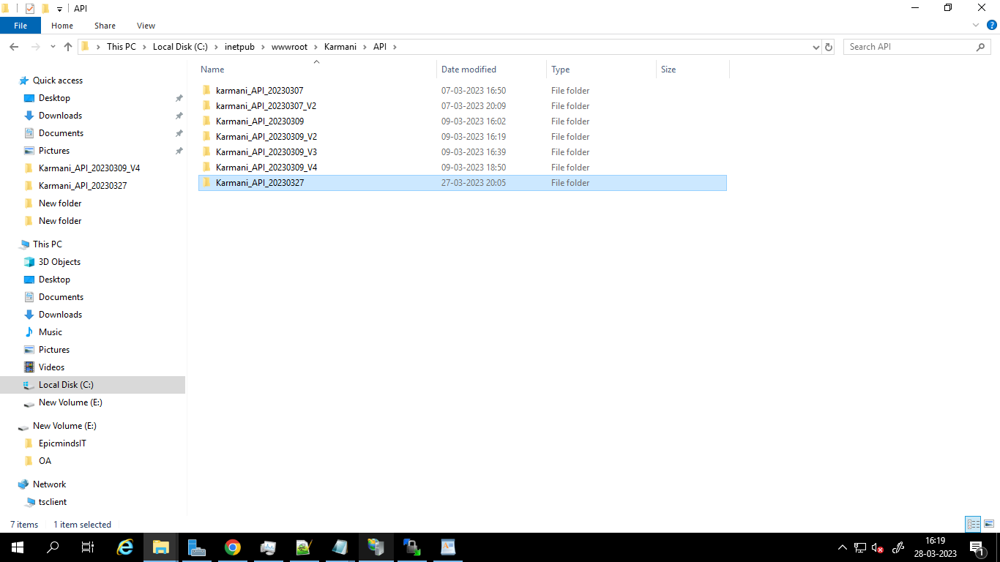 API
File Home Share View
This PC Local Disk (C:) inetpub wwwroot Karmani API
Search API
Name Date modified Type Size
karmani_API_20230307 07-03-2023 16:50 File folder
karmani_API_20230307_V2 07-03-2023 20:09 File folder
Karmani_API_20230309 09-03-2023 16:02 File folder
Karmani_API_20230309_V2 09-03-2023 16:19 File folder
Karmani_API_20230309_V3 09-03-2023 16:39 File folder
Karmani_API_20230309_V4 09-03-2023 18:50 File folder
Karmani_API_20230327 27-03-2023 20:05 File folder
Quick access
Desktop
Downloads
Documents
Pictures
Karmani_API_20230309_V4
Karmani_API_20230327
New folder
New folder
This PC
3D Objects
Desktop
Documents
Downloads
Music
Pictures
Videos
Local Disk (C:)
New Volume (E:)
New Volume (E:)
EpicmindsIT
OA
Network
tsclient
7 items 1 item selected
16:19
28-03-2023
1